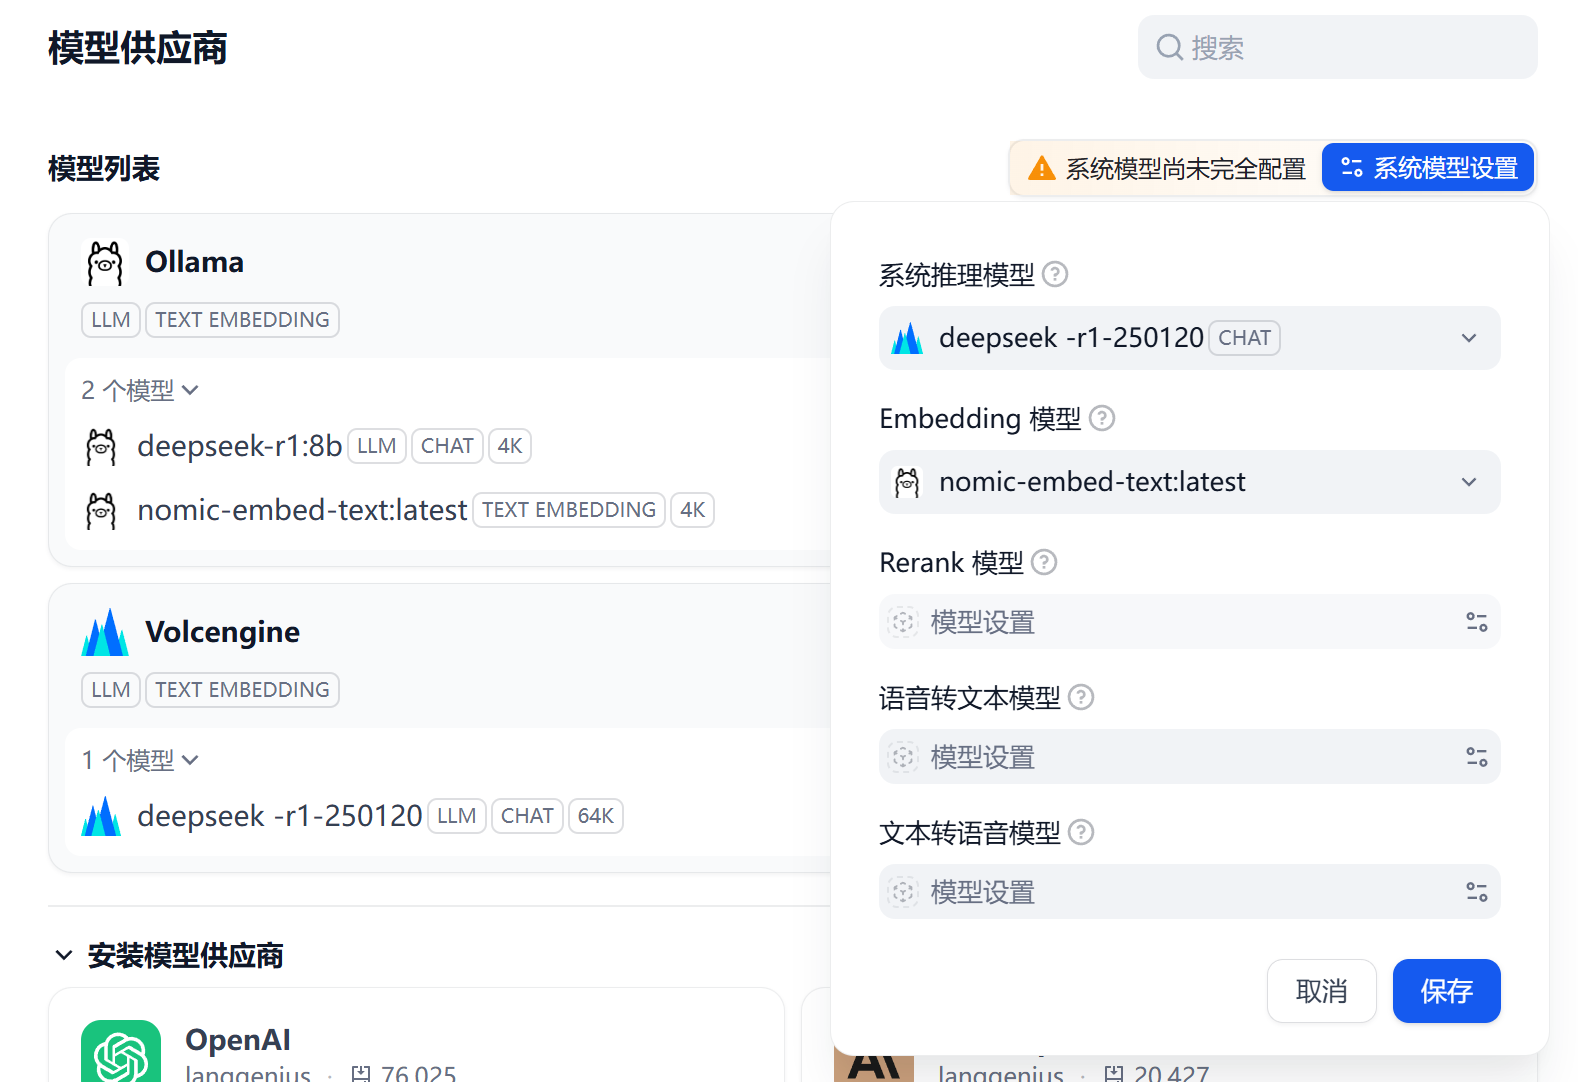 模型供应商
搜索
模型列表
系统模型尚未完全配置
系统模型设置
Ollama
LLM TEXT EMBEDDING
2 个模型
deepseek-r1:8b LLM CHAT 4K
nomic-embed-text:latest TEXT EMBEDDING 4K
Volcengine
LLM TEXT EMBEDDING
1 个模型
deepseek -r1-250120 LLM CHAT 64K
系统推理模型
deepseek -r1-250120 CHAT
Embedding 模型
nomic-embed-text:latest
Rerank 模型
模型设置
语音转文本模型
模型设置
文本转语音模型
模型设置
取消 保存
安装模型供应商
OpenAI
langgenius · 76,025
langgenius · 20,427